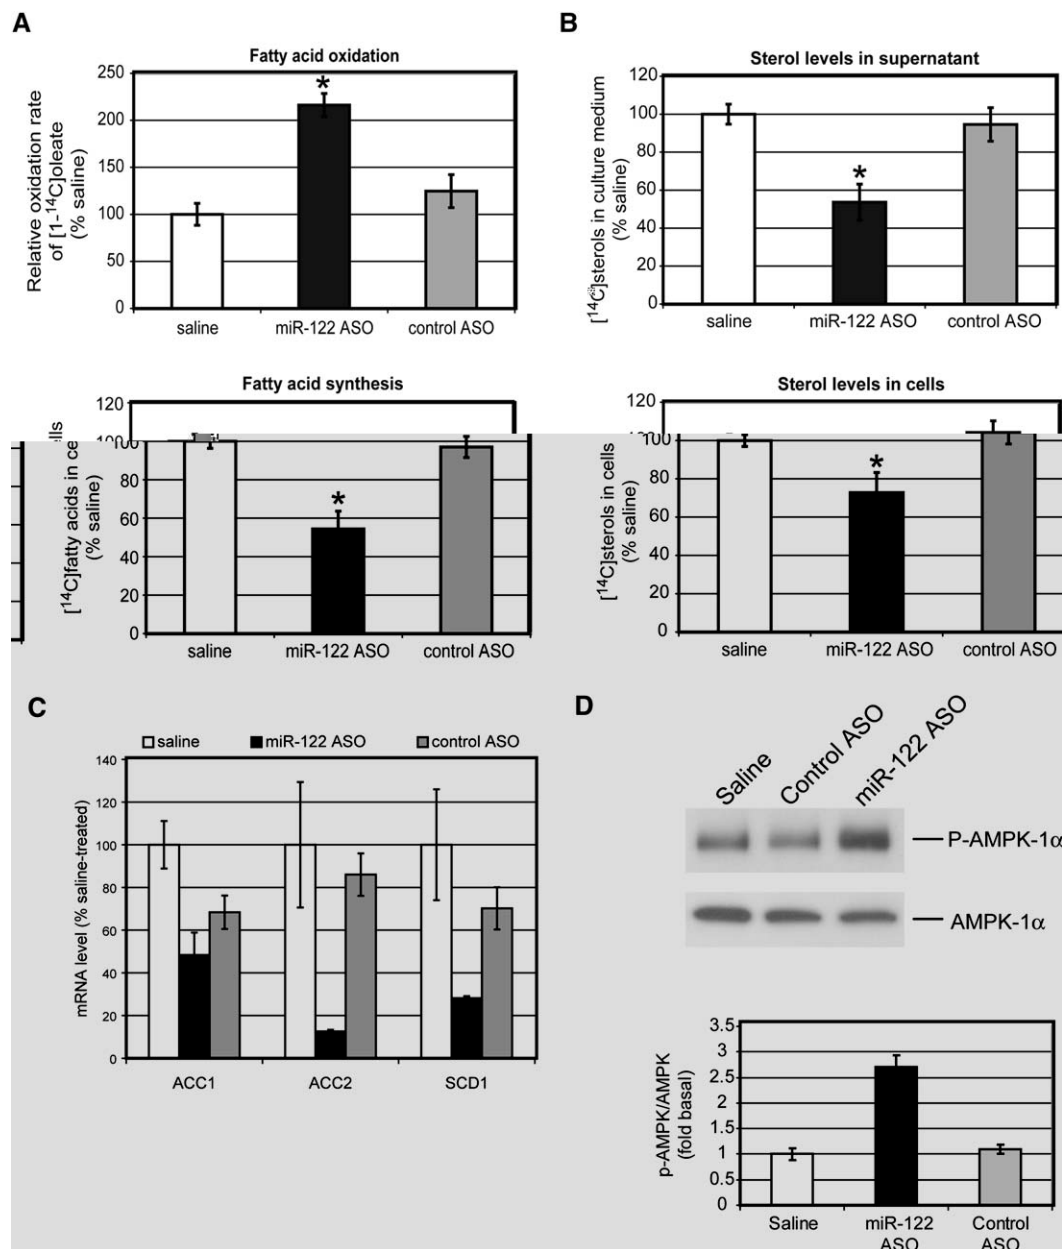 A
Fatty acid oxidation
Relative oxidation rate
of [1-14C]oleate
(% saline)
250
200
150
100
50
0
saline miR-122 ASO control ASO
B
Sterol levels in supernatant
[14C]sterols in culture medium
(% saline)
120
100
80
60
40
20
0
*
*
saline miR-122 ASO control ASO
Fatty acid synthesis
[14C]fatty acids in
(% saline)
120
100
80
60
40
20
0
*
saline miR-122 ASO control ASO
Sterol levels in cells
[14C]sterols in cells
(% saline)
120
100
80
60
40
20
0
*
saline miR-122 ASO control ASO
C
saline miR-122 ASO control ASO
mRNA level (% saline-treated)
140
120
100
80
60
40
20
0
ACC1 ACC2 SCD1
D
Saline Control ASO miR-122 ASO
P-AMPK-1α
AMPK-1α
p-AMPK/AMPK
(fold basal)
3.5
3
2.5
2
1.5
1
0.5
0
Saline miR-122 Control
ASO ASO